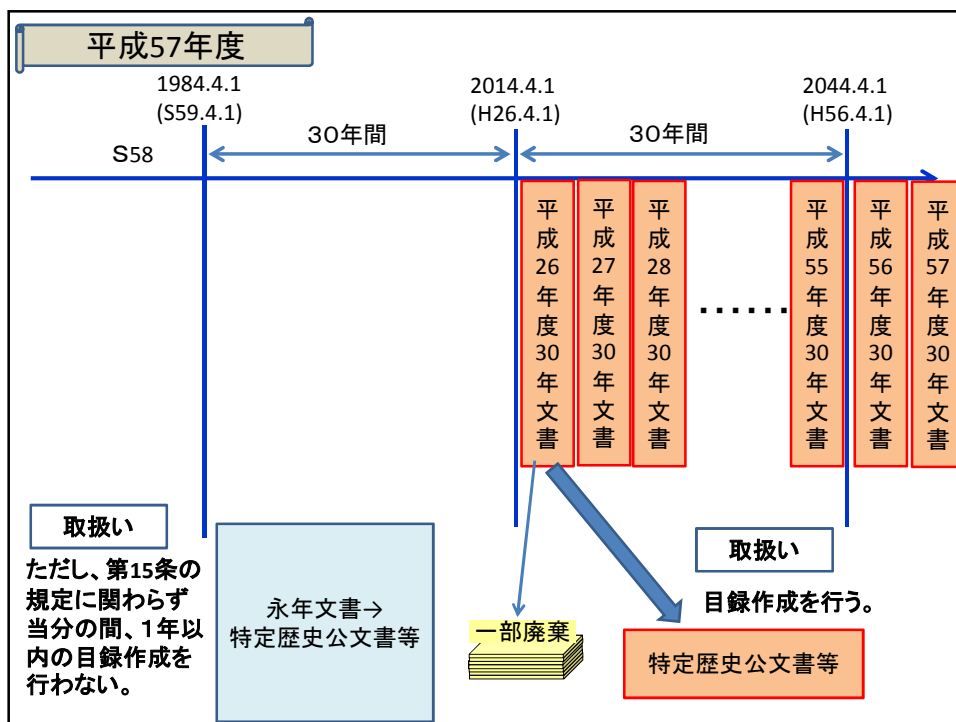 平成57年度
1984.4.1
(S59.4.1)
2014.4.1
(H26.4.1)
2044.4.1
(H56.4.1)
S58
30年間
30年間
平成26年度30年文書
平成27年度30年文書
平成28年度30年文書
……
平成55年度30年文書
平成56年度30年文書
平成57年度30年文書
取扱い
ただし、第15条の
規定に関わらず
当分の間、1年以
内の目録作成を
行わない。
永年文書→
特定歴史公文書等
一部廃棄
取扱い
目録作成を行う。
特定歴史公文書等